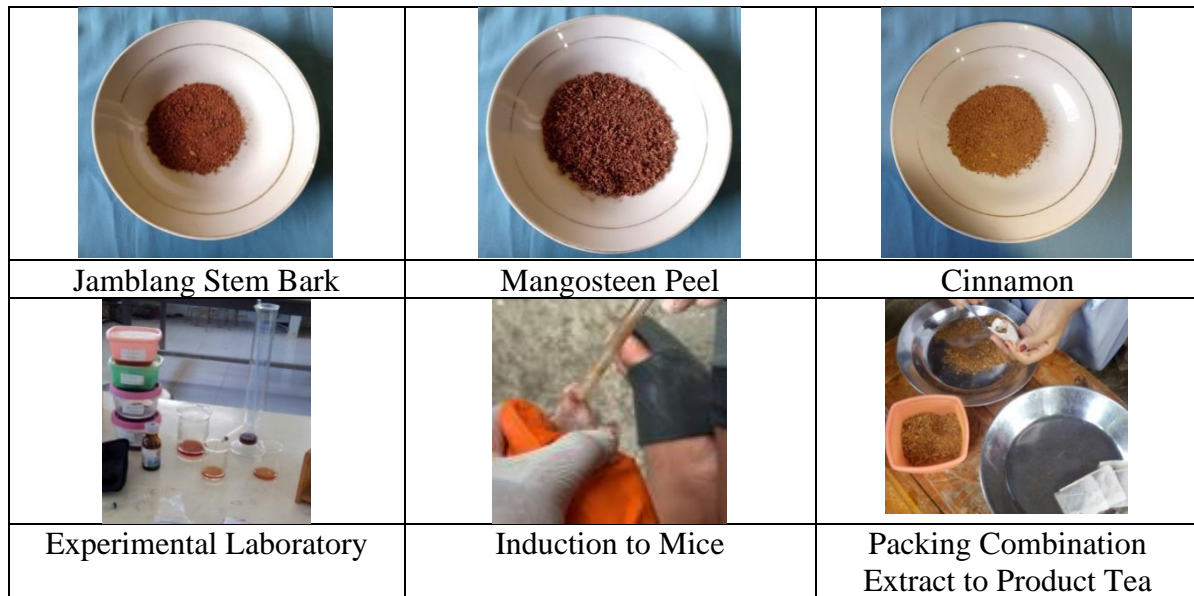 Jamblang Stem Bark
Mangosteen Peel
Cinnamon
Experimental Laboratory
Induction to Mice
Packing Combination
Extract to Product Tea